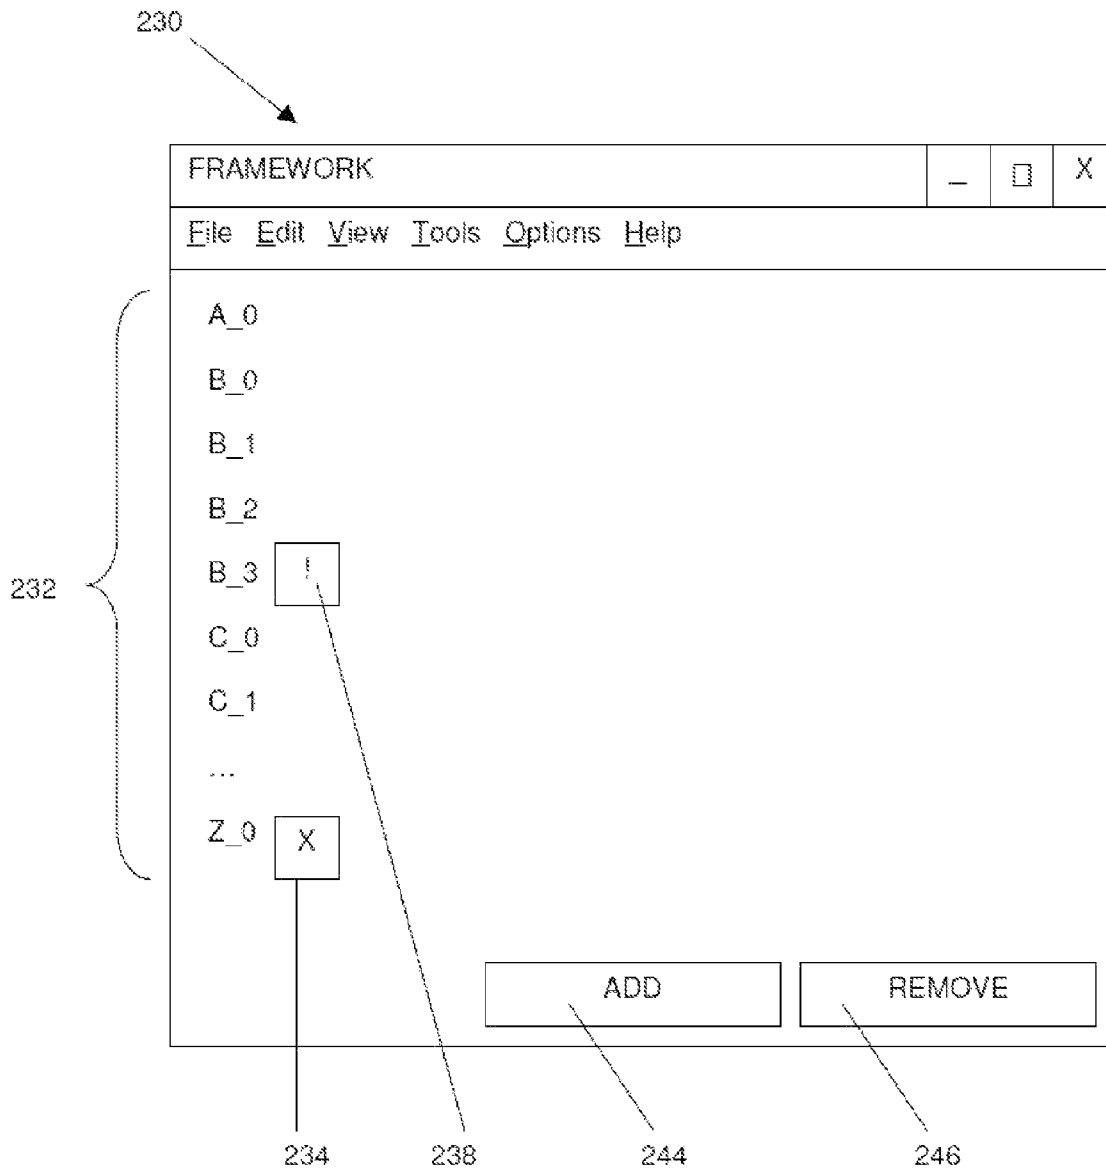 230
FRAMEWORK _ □ X
File Edit View Tools Options Help
A_0
B_0
B_1
B_2
B_3 !
232
C_0
C_1
...
Z_0 X
ADD REMOVE
234 238 244 246